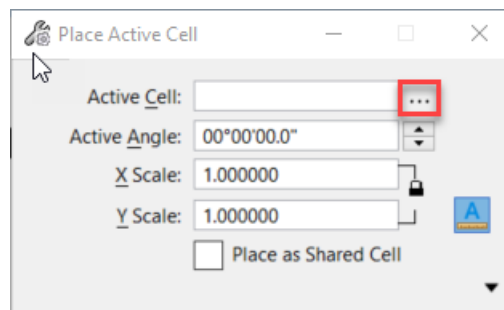 Place Active Cell
Active Cell: ...
Active Angle: 00°00'00.0"
X Scale: 1.000000
Y Scale: 1.000000
A
Place as Shared Cell